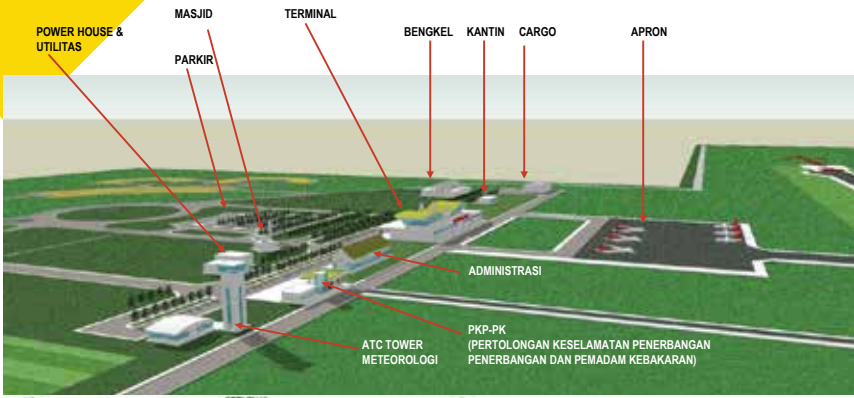 MASJID
TERMINAL
POWER HOUSE &
UTILITAS
BENGKEL
KANTIN
CARGO
APRON
PARKIR
ADMINISTRASI
ATC TOWER
METEOROLOGI
PKP-PK
(PERTOLONGAN KESELAMATAN PENERBANGAN
PENERBANGAN DAN PEMADAM KEBAKARAN)